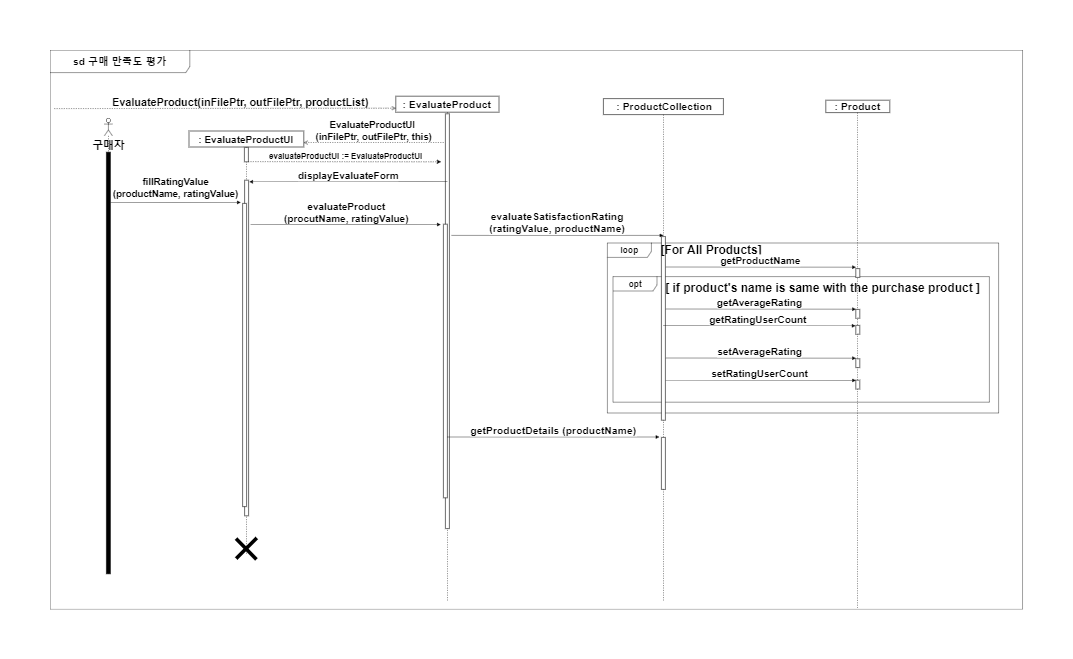 sd 구매 만족도 평가
EvaluateProduct(inFilePtr, outFilePtr, productList)
: EvaluateProduct
: ProductCollection
: Product
구매자
: EvaluateProductUI
EvaluateProductUI
(inFilePtr, outFilePtr, this)
evaluateProductUI := EvaluateProductUI
displayEvaluateForm
fillRatingValue
(productName, ratingValue)
evaluateProduct
(procutName, ratingValue)
evaluateSatisfactionRating
(ratingValue, productName)
loop
[For All Products]
getProductName
opt
[ if product's name is same with the purchase product ]
getAverageRating
getRatingUserCount
setAverageRating
setRatingUserCount
getProductDetails (productName)